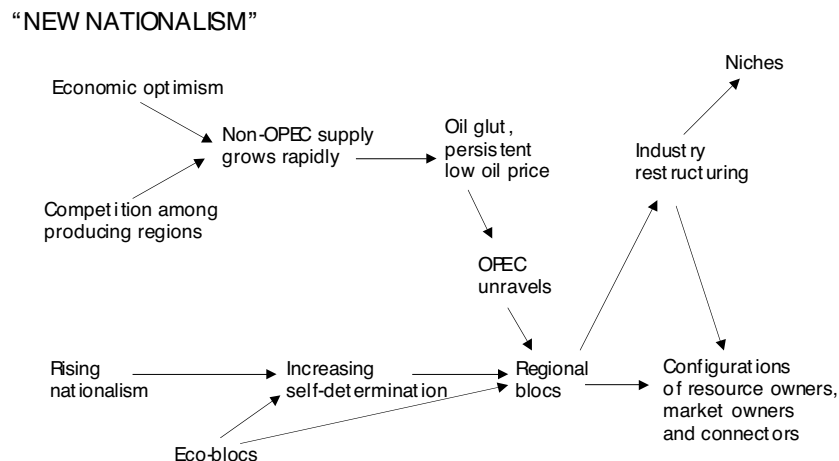 “NEW NATIONALISM”
Niches
Economic optimism
Non-OPEC supply
grows rapidly
Oil glut,
persistent
low oil price
Industry
restructuring
Competition among
producing regions
OPEC
unravels
Rising
nationalism
Increasing
self-determination
Regional
blocs
Configurations
of resource owners,
market owners
and connectors
Eco-blocs